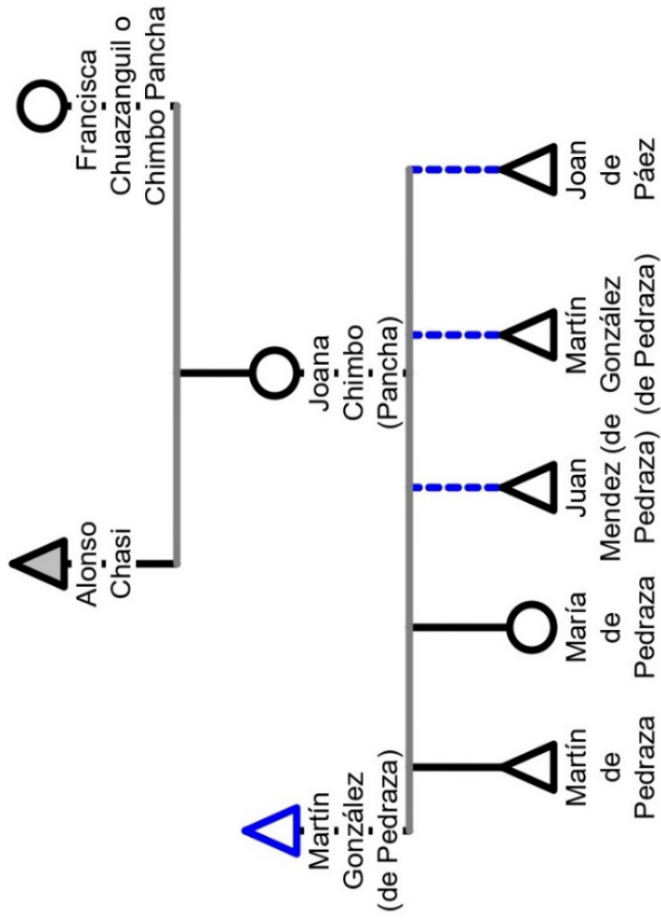 Alonso
Chasi
Francisca
Chuazanguil o
Chimbo Pancha
Martín
González
(de Pedraza)
Joana
Chimbo
(Pancha)
Martín
de
Pedraza
María
de
Pedraza
Juan
Mendez (de
Pedraza)
Martín
González
(de Pedraza)
Joan
de
Páez